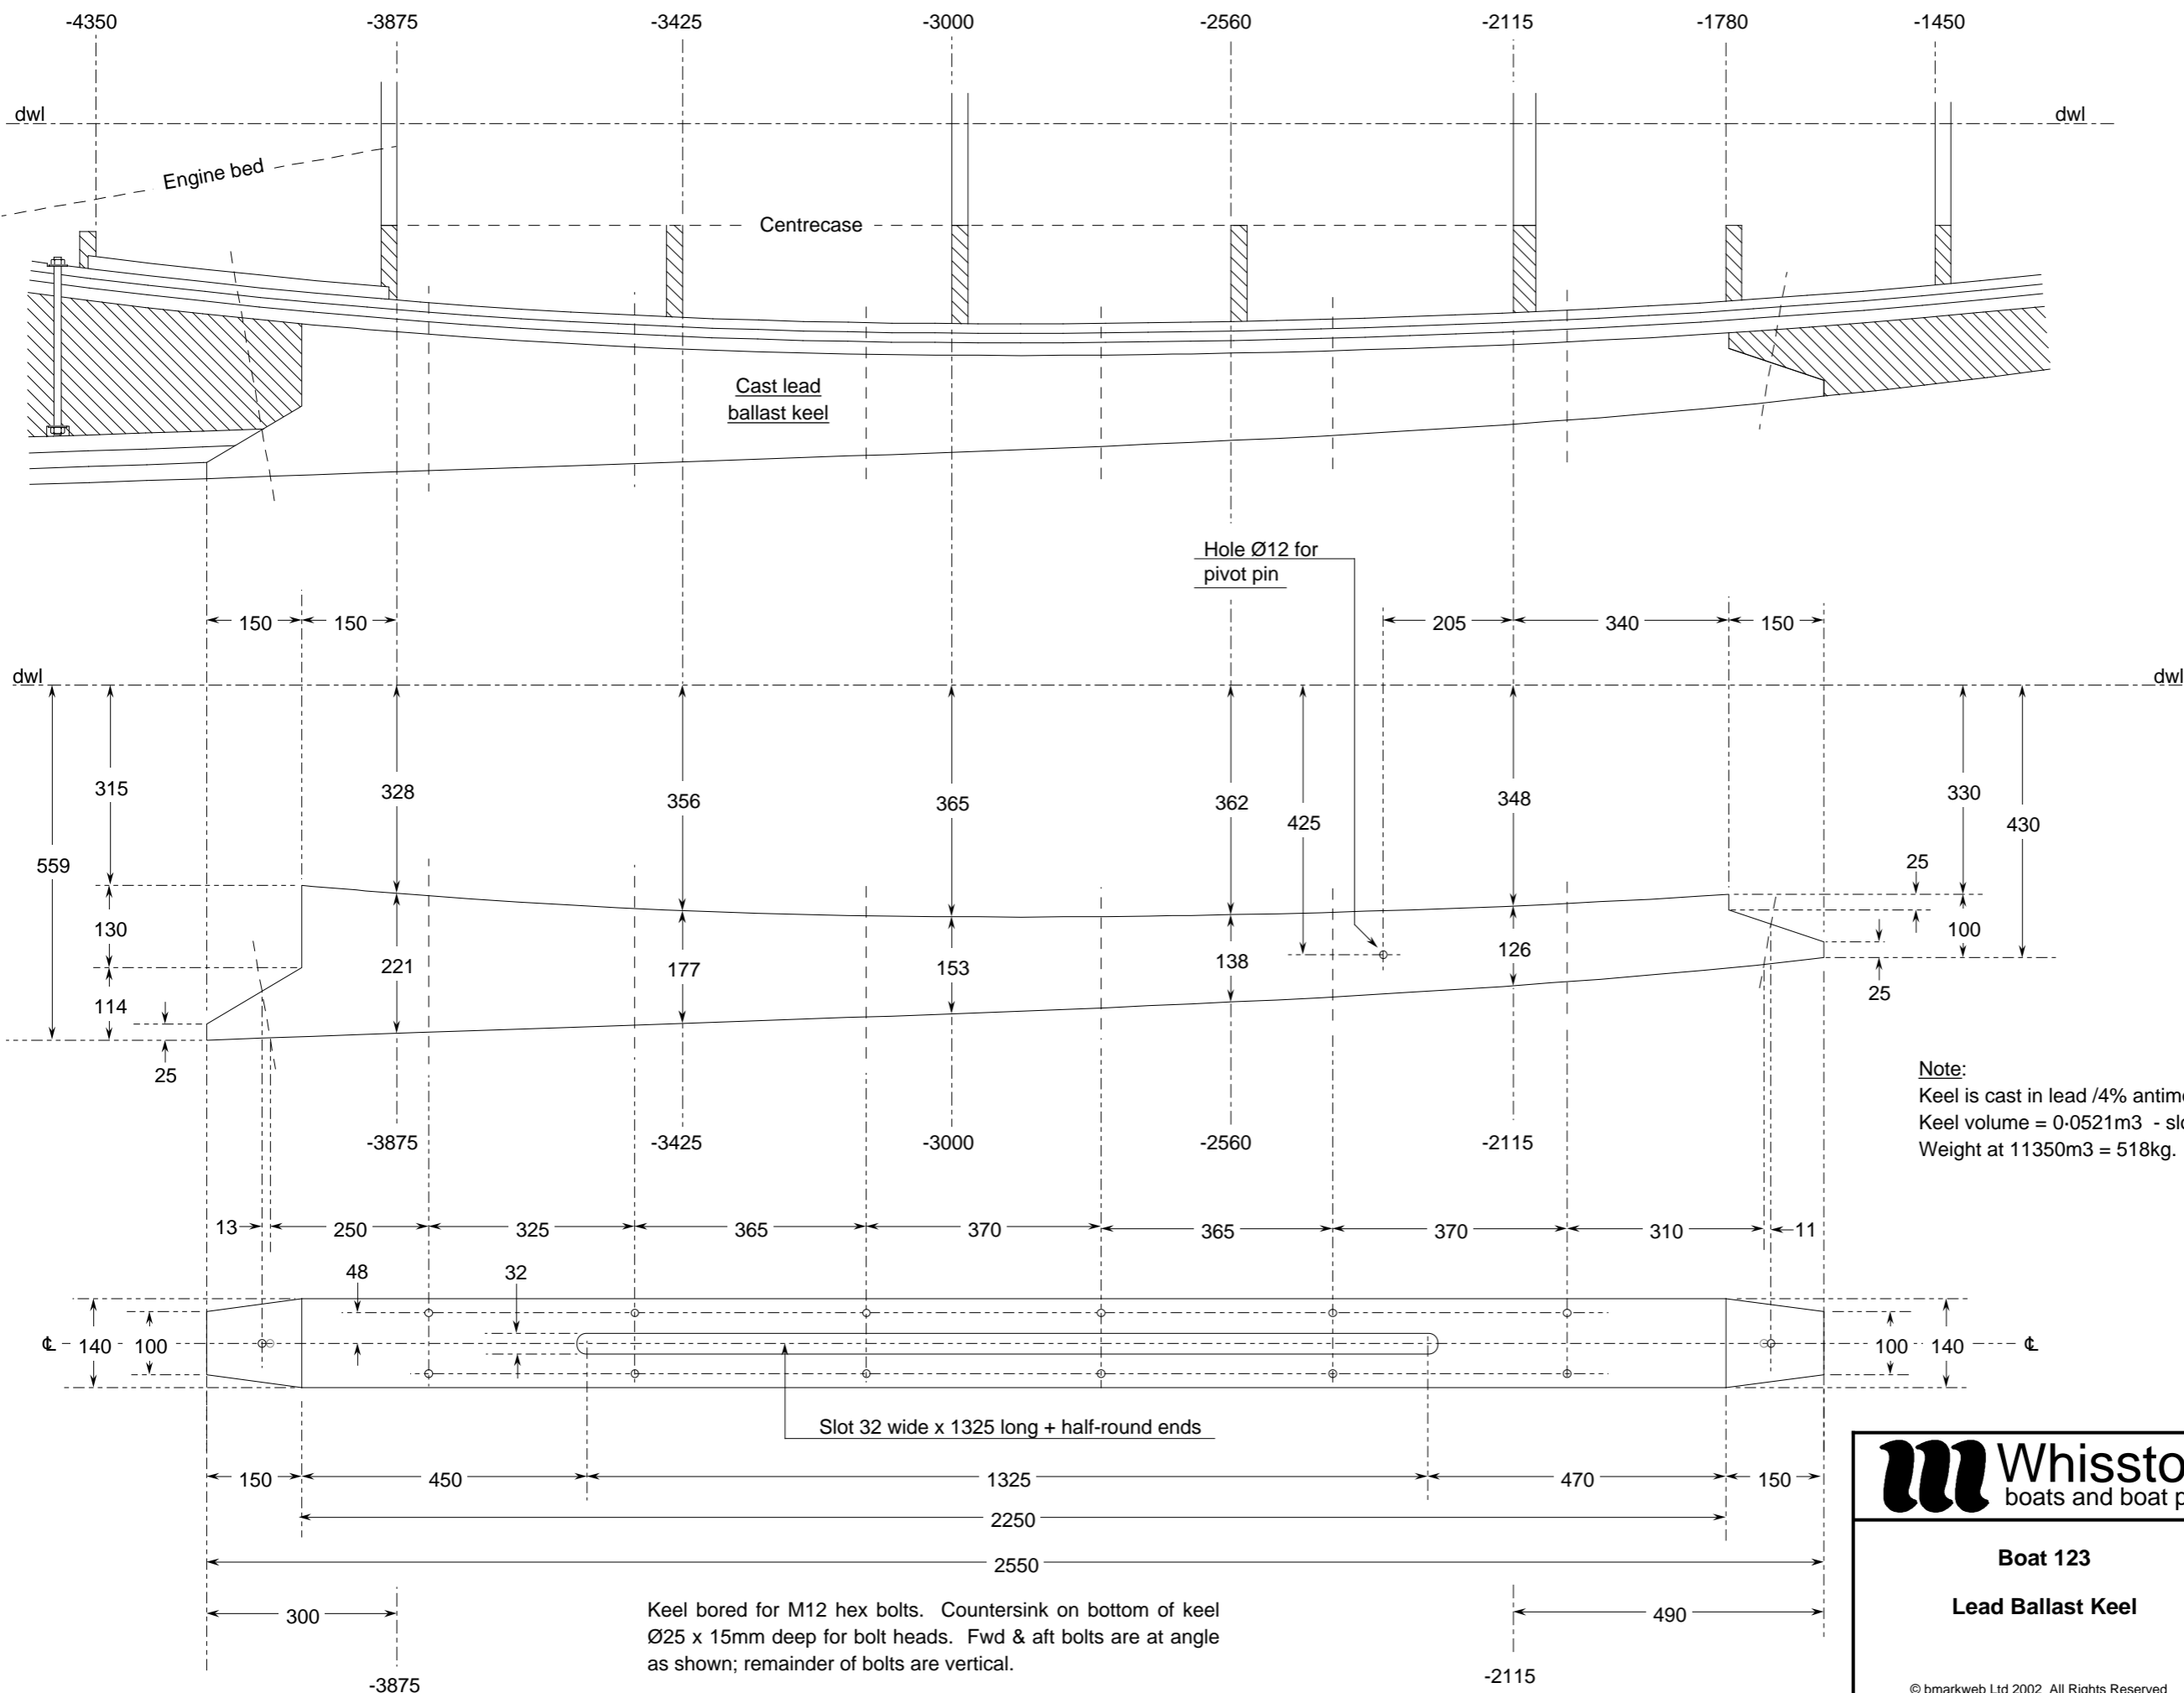 -4350 -3875 -3425 -3000 -2560 -2115 -1780 -1450
dwl dwl
Engine bed
Centrecase
Cast lead
ballast keel
Hole Ø12 for
pivot pin
150 150 205 340 150
dwl dwl
315 328 356 365 362 425 348 330 430
559 25
130 100
221 177 153 138 126
114 25
25
Note:
Keel is cast in lead /4%
Keel volume = 0·0521m3 -
Weight at 11350m3 = 518kg.
-3875 -3425 -3000 -2560 -2115
13 250 325 365 370 365 370 310 11
48 32
℄ 140 100 100 140 ℄
Slot 32 wide x 1325 long + half-round ends
150 450 1325 470 150
2250
2550
300 490
-3875 -2115
Keel bored for M12 hex bolts. Countersink on bottom of keel
Ø25 x 15mm deep for bolt heads. Fwd & aft bolts are at angle
as shown; remainder of bolts are vertical.
Whissto
boats and boat p
Boat 123
Lead Ballast Keel
© bmarkweb Ltd 2002 All Rights Reserved